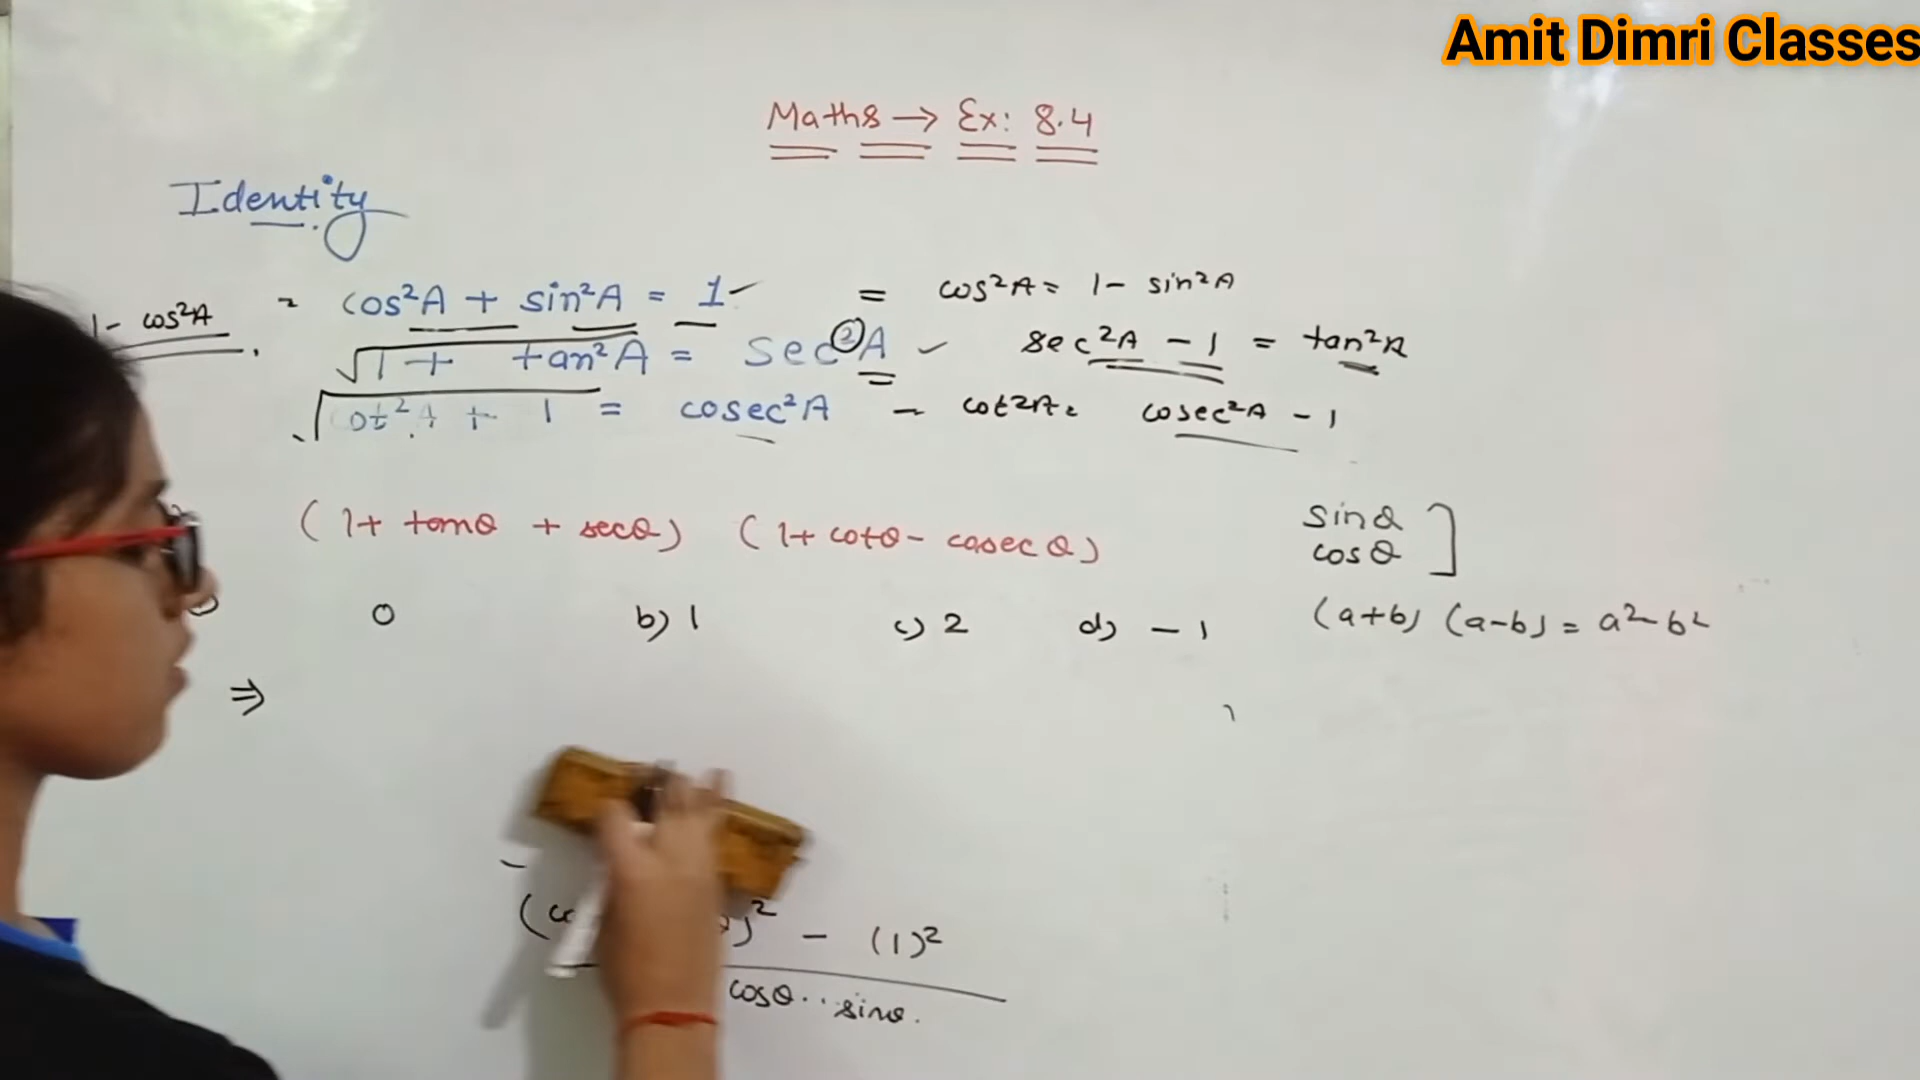 Amit Dimri Classes
Maths → Ex: 8.4
Identity
1 - cos²A = cos²A + sin²A = 1 = cos²A = 1 - sin²A
√1 + tan²A = sec²A sec²A - 1 = tan²A
√cot²A + 1 = cosec²A - cot²A = cosec²A - 1
(1 + tanθ + secθ) (1 + cotθ - cosecθ)
sinθ
cosθ ]
0 b) 1 c) 2 d) - 1
(a+b) (a-b) = a² - b²
⇒
)² - (1)²
cosθ . . sinθ.